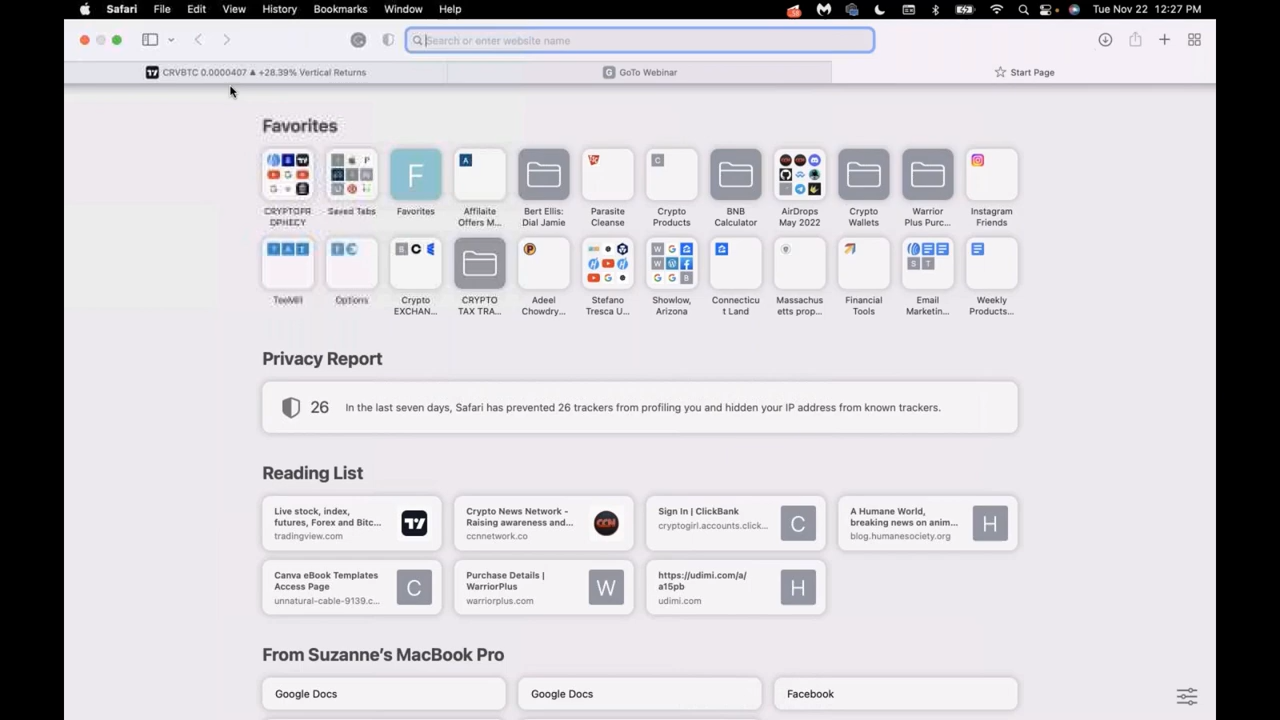 Safari File Edit View History Bookmarks Window Help Tue Nov 22 12:27 PM
Search or enter website name
CRVBTC 0.0000407 ▲ +28.39% Vertical Returns GoTo Webinar Start Page
Favorites
CRYPTOPR Saved Tabs Favorites Affilaite Bert Ellis: Parasite Crypto BNB AirDrops Crypto Warrior Instagram
OPHECY Offers M... Dial Jamie Cleanse Products Calculator May 2022 Wallets Plus Purc... Friends
TeeMill Options Crypto CRYPTO Adeel Stefano Showlow, Connecticu Massachus Financial Email Weekly
EXCHAN... TAX TRA... Chowdry... Tresca U... Arizona t Land etts prop... Tools Marketin... Products...
Privacy Report
26 In the last seven days, Safari has prevented 26 trackers from profiling you and hidden your IP address from known trackers.
Reading List
Live stock, index,
futures, Forex and Bitc...
tradingview.com
Crypto News Network -
Raising awareness and...
ccnnetwork.co
CCN
Sign In | ClickBank
cryptogirl.accounts.click...
C
A Humane World,
breaking news on anim...
blog.humanesociety.org
H
Canva eBook Templates
Access Page
unnatural-cable-9139.c...
C
Purchase Details |
WarriorPlus
warriorplus.com
W
https://udimi.com/a/
a15pb
udimi.com
H
From Suzanne's MacBook Pro
Google Docs Google Docs Facebook